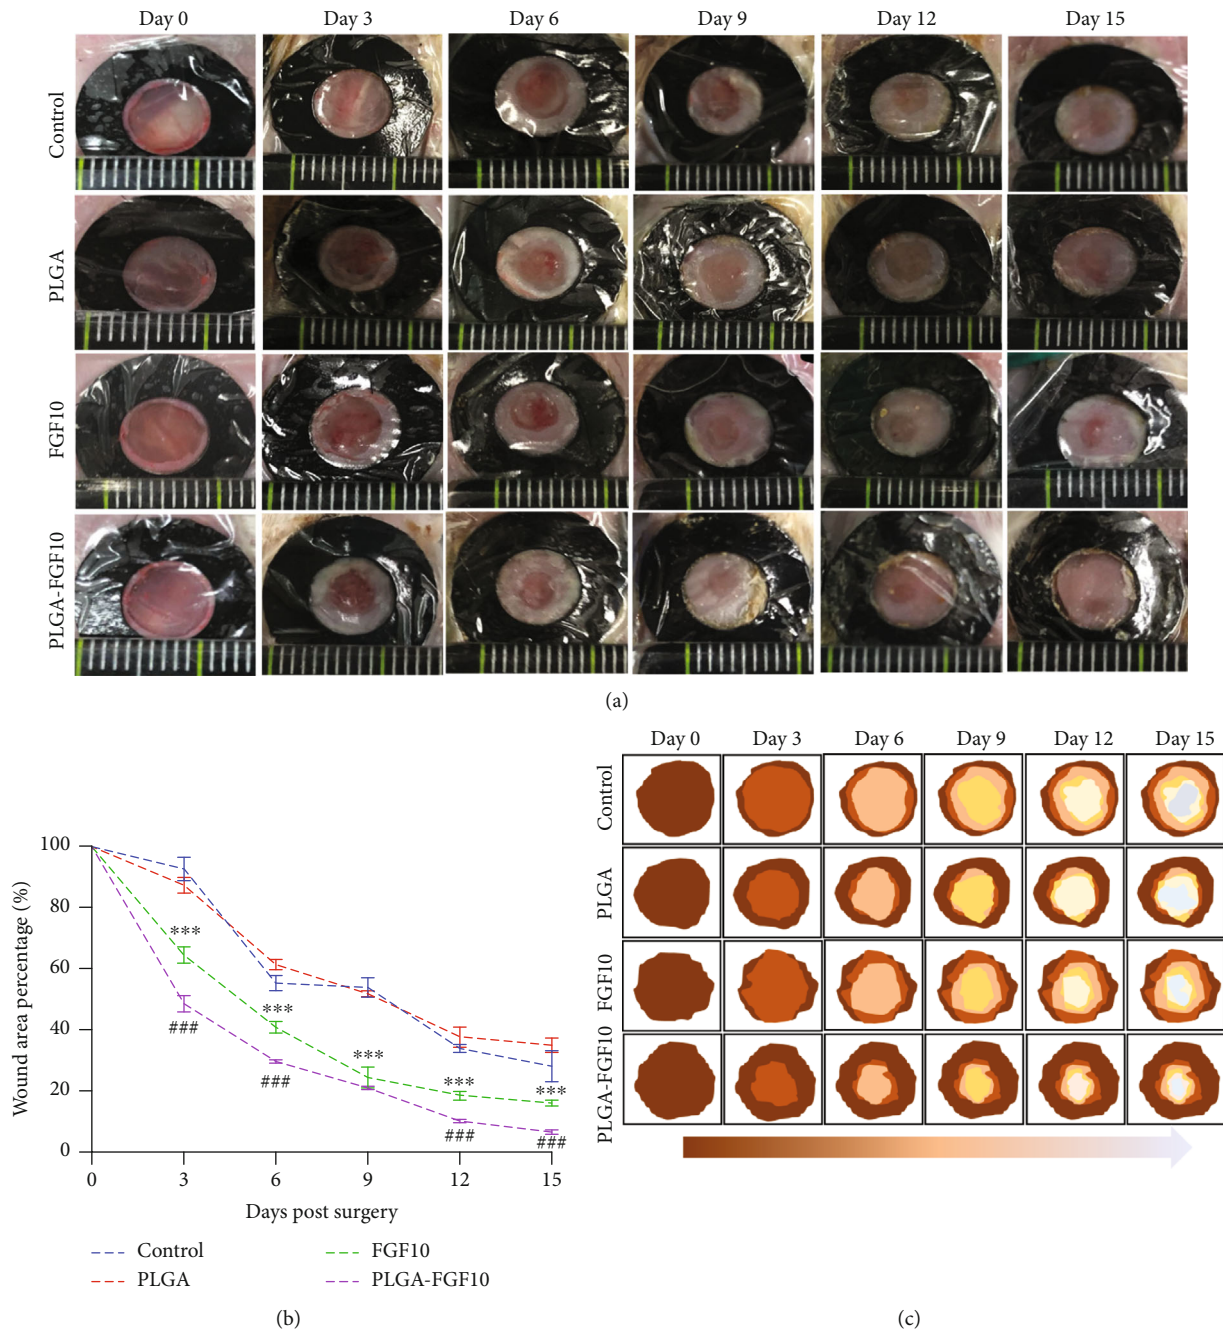 Day 0 Day 3 Day 6 Day 9 Day 12 Day 15
Control
PLGA
FGF10
PLGA-FGF10
(a)
Wound area percentage (%)
100
80
60
40
20
0
***
***
***
***
***
###
###
###
###
0 3 6 9 12 15
Days post surgery
Control
PLGA
FGF10
PLGA-FGF10
(b)
Day 0 Day 3 Day 6 Day 9 Day 12 Day 15
Control
PLGA
FGF10
PLGA-FGF10
(c)